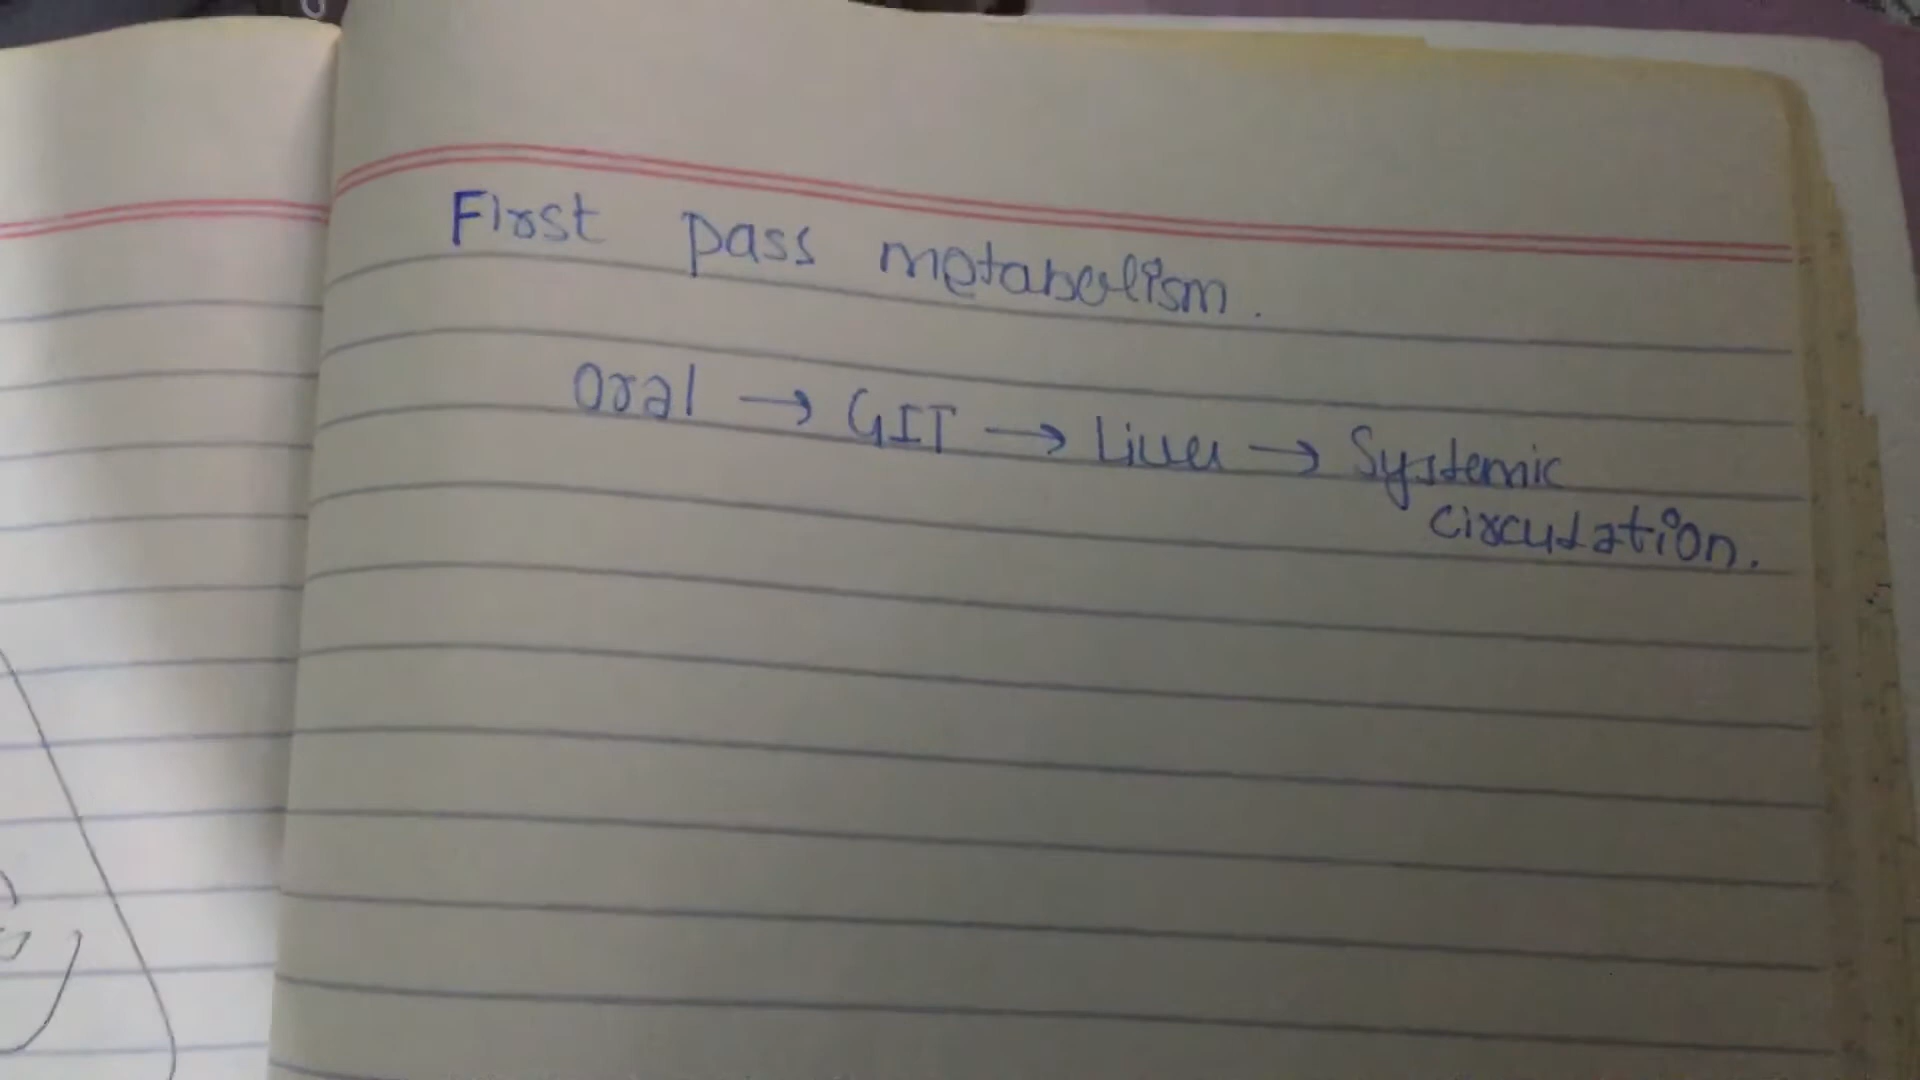 First pass metabolism.
Oral → GIT → Liver → Systemic
circulation.